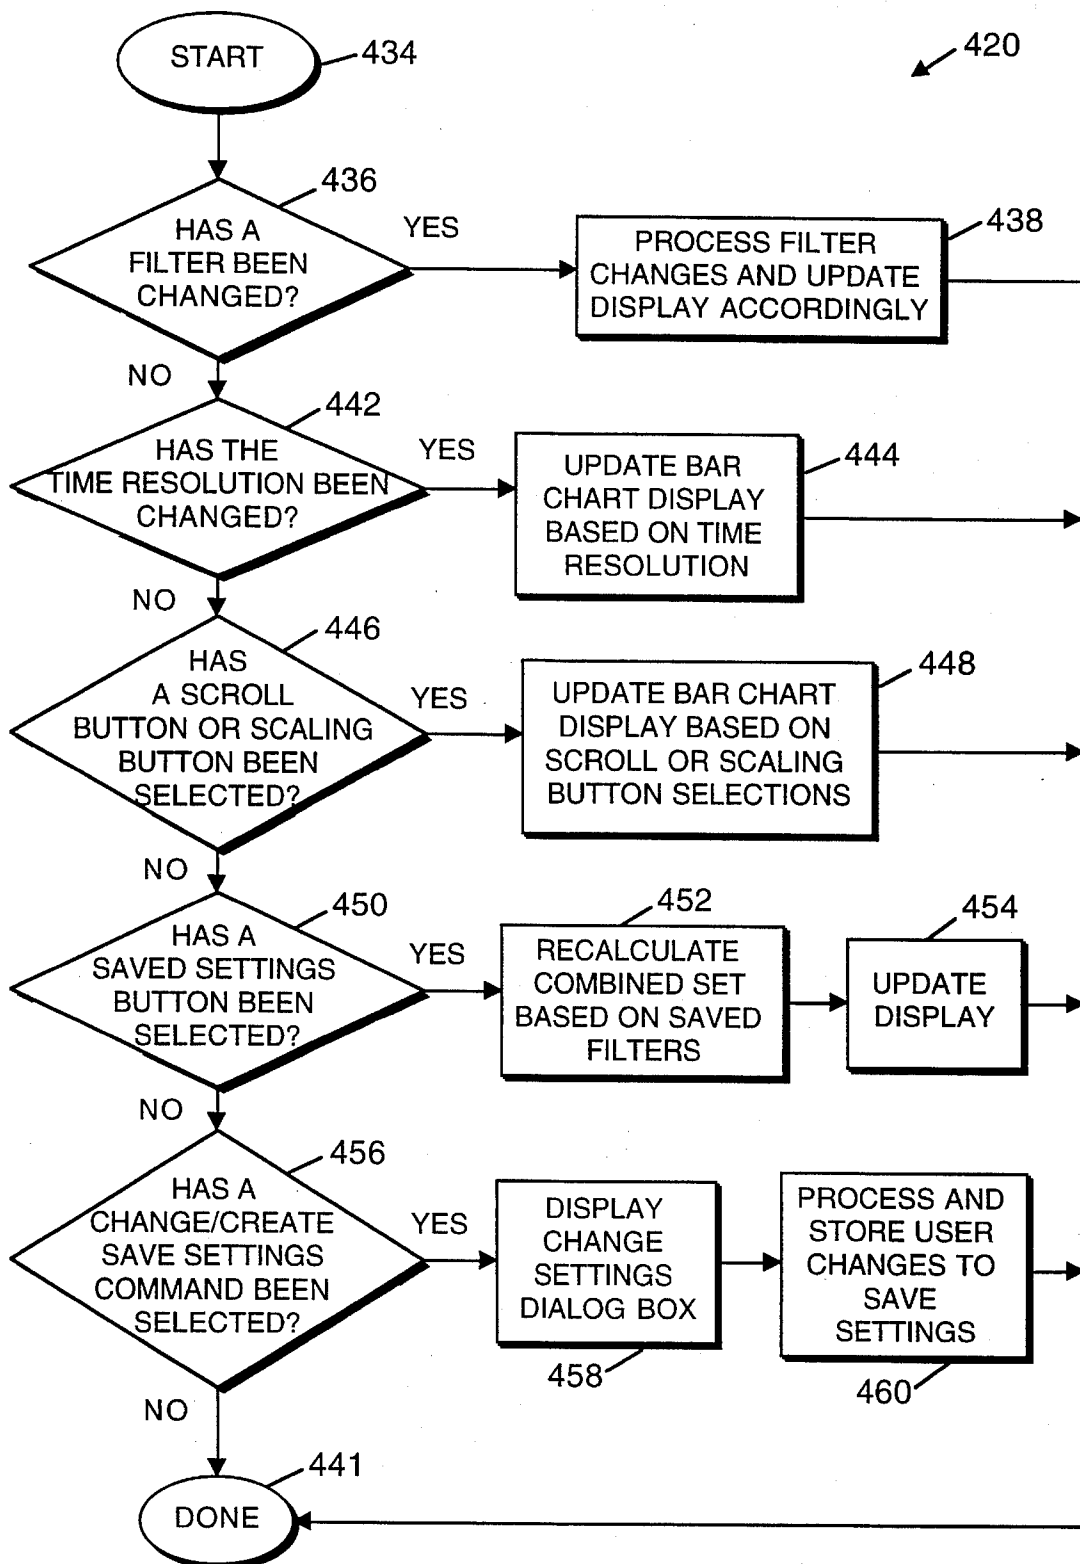 START
434
420
436
HAS A
FILTER BEEN
CHANGED?
YES
PROCESS FILTER
CHANGES AND UPDATE
DISPLAY ACCORDINGLY
438
NO
442
HAS THE
TIME RESOLUTION BEEN
CHANGED?
YES
UPDATE BAR
CHART DISPLAY
BASED ON TIME
RESOLUTION
444
NO
446
HAS
A SCROLL
BUTTON OR SCALING
BUTTON BEEN
SELECTED?
YES
UPDATE BAR CHART
DISPLAY BASED ON
SCROLL OR SCALING
BUTTON SELECTIONS
448
NO
450
HAS A
SAVED SETTINGS
BUTTON BEEN
SELECTED?
YES
452
RECALCULATE
COMBINED SET
BASED ON SAVED
FILTERS
454
UPDATE
DISPLAY
NO
456
HAS A
CHANGE/CREATE
SAVE SETTINGS
COMMAND BEEN
SELECTED?
YES
DISPLAY
CHANGE
SETTINGS
DIALOG BOX
458
PROCESS AND
STORE USER
CHANGES TO
SAVE
SETTINGS
460
NO
441
DONE